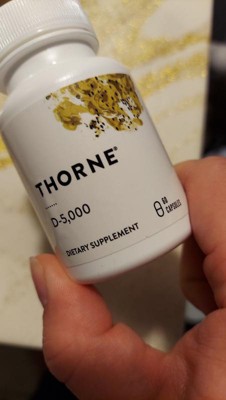 THORNE®
D-5,000
DIETARY SUPPLEMENT
60
CAPSULES